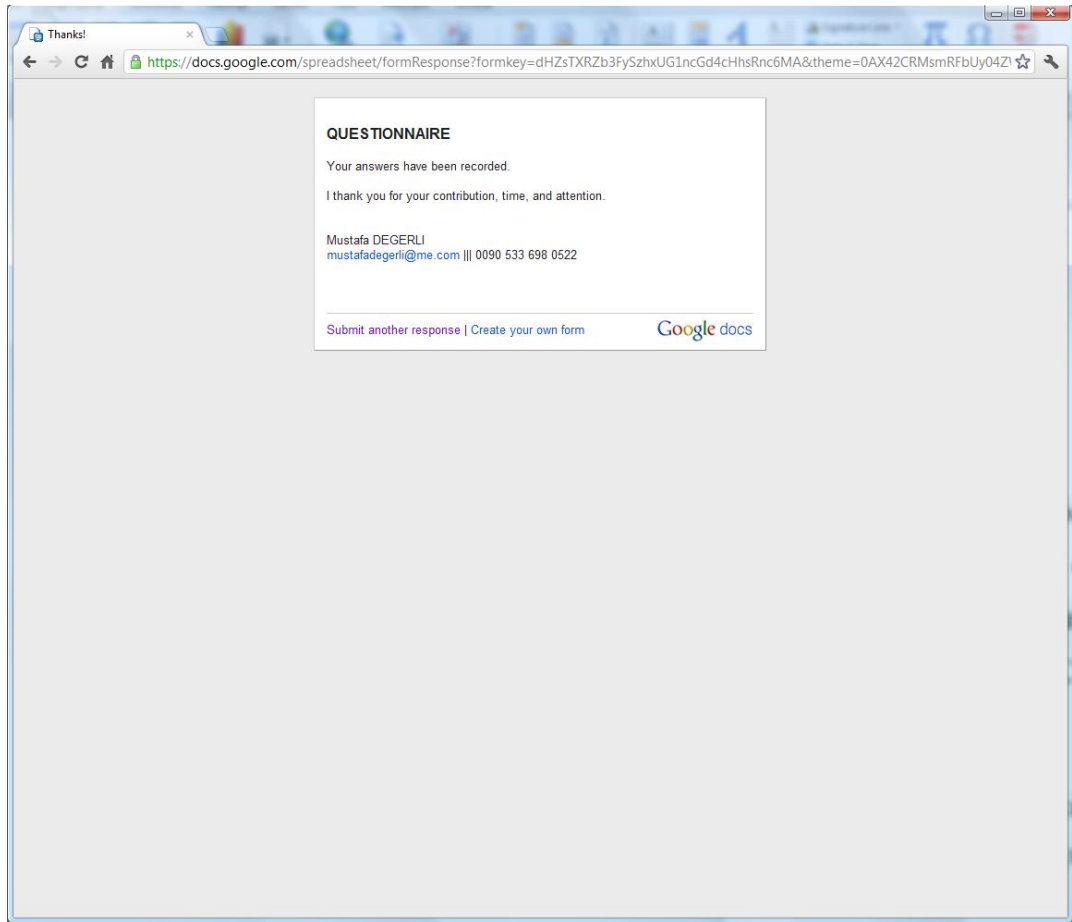 Thanks!
https://docs.google.com/spreadsheet/formResponse?formkey=dHZsTXRZb3FySzhxUG1ncGd4cHhsRnc6MA&theme=0AX42CRMsmRFbUy04Z
QUESTIONNAIRE
Your answers have been recorded.
I thank you for your contribution, time, and attention.
Mustafa DEGERLI
mustafadegerli@me.com ||| 0090 533 698 0522
Submit another response | Create your own form
Google docs